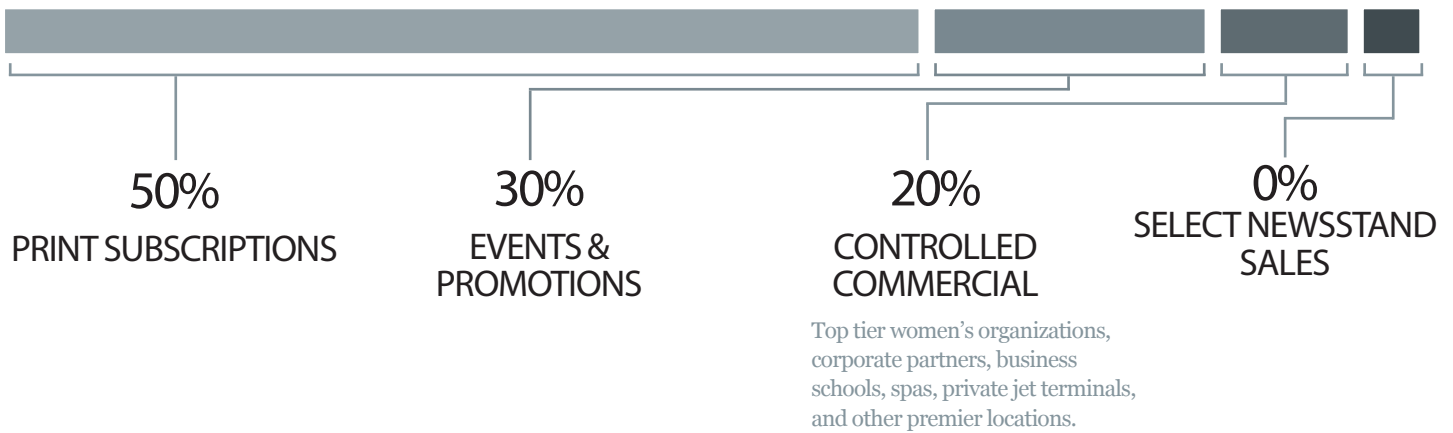 50%
PRINT SUBSCRIPTIONS
30%
EVENTS &
PROMOTIONS
20%
CONTROLLED
COMMERCIAL
Top tier women’s organizations,
corporate partners, business
schools, spas, private jet terminals,
and other premier locations.
0%
SELECT NEWSSTAND
SALES